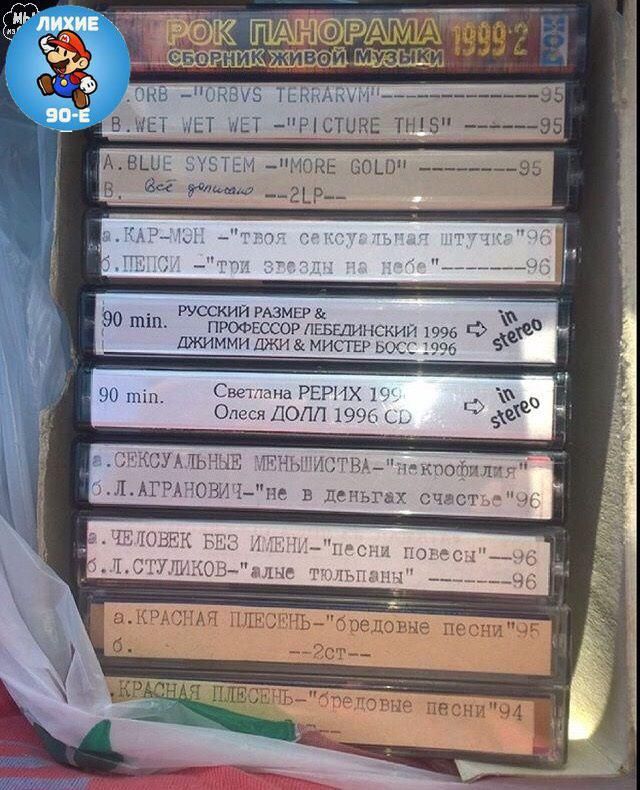 МЫ
ИЗ
ЛИХИЕ
90-Е
РОК ПАНОРАМА 1999-2
СБОРНИК ЖИВОЙ МУЗЫКИ
.ORB -"ORBVS TERRARVM"-----------95
B.WET WET WET -"PICTURE THIS" ------95
A.BLUE SYSTEM -"MORE GOLD" --------95
B. Всё дописано --2LP--
а.КАР-МЭН -"твоя сексуальная штучка"96
б.ПЕПСИ -"три звезды на небе"-------96
90 min. РУССКИЙ РАЗМЕР &
ПРОФЕССОР ЛЕБЕДИНСКИЙ 1996
ДЖИММИ ДЖИ & МИСТЕР БОСС 1996
in stereo
90 min. Светлана РЕРИХ 199
Олеся ДОЛЛ 1996 CD
in stereo
а.СЕКСУАЛЬНЫЕ МЕНЬШИСТВА-"некрофилия"
б.Л.АГРАНОВИЧ-"не в деньгах счастье"96
а.ЧЕЛОВЕК БЕЗ ИМЕНИ-"песни повесы"--96
б.Л.СТУЛИКОВ-"алые тюльпаны" -------96
а.КРАСНАЯ ПЛЕСЕНЬ-"бредовые песни"95
б. --2ст--
.КРАСНАЯ ПЛЕСЕНЬ-"бредовые песни"94